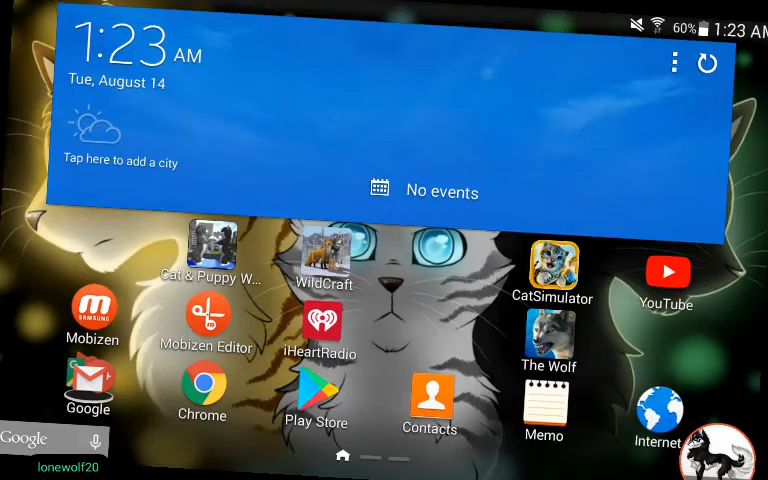 60% 1:23 AM
1:23 AM
Tue, August 14
Tap here to add a city
No events
Cat & Puppy W...
WildCraft
CatSimulator
YouTube
SAMSUNG
Mobizen
Mobizen Editor
iHeartRadio
The Wolf
Google
Chrome
Play Store
Contacts
Memo
Internet
Google
lonewolf20